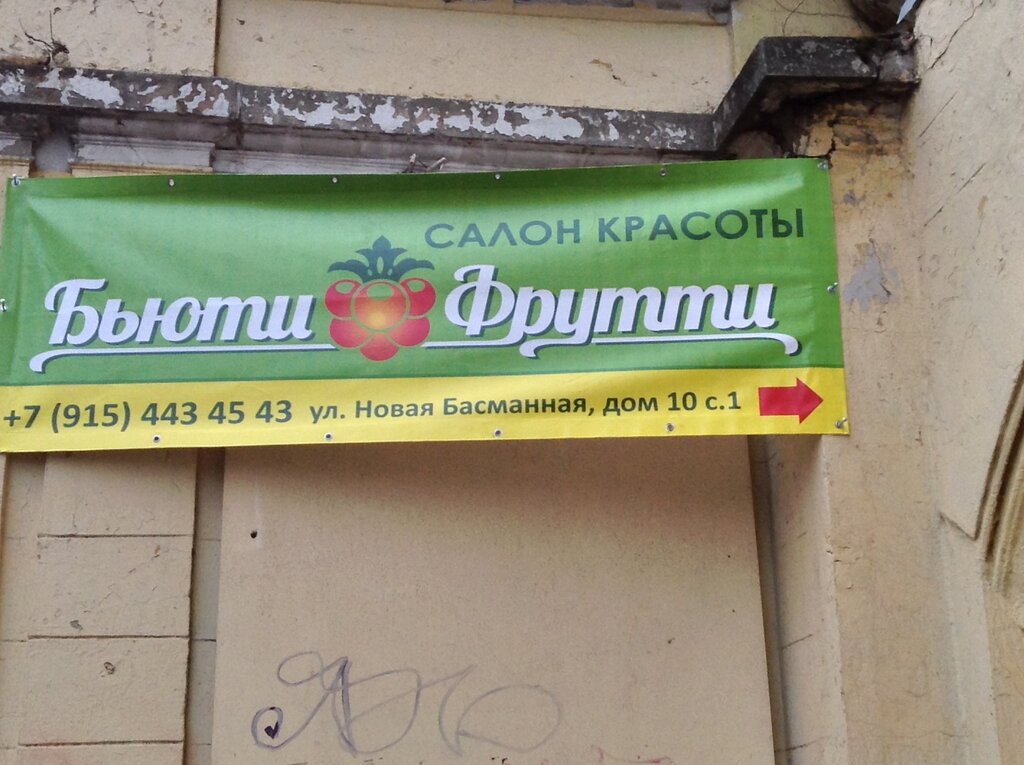 САЛОН КРАСОТЫ
Бьюти Фрутти
+7 (915) 443 45 43 ул. Новая Басманная, дом 10 с.1